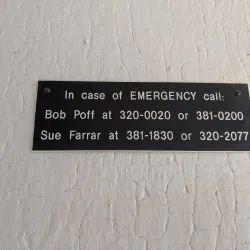 In case of EMERGENCY call:
Bob Poff at 320-0020 or 381-0200
Sue Farrar at 381-1830 or 320-2077